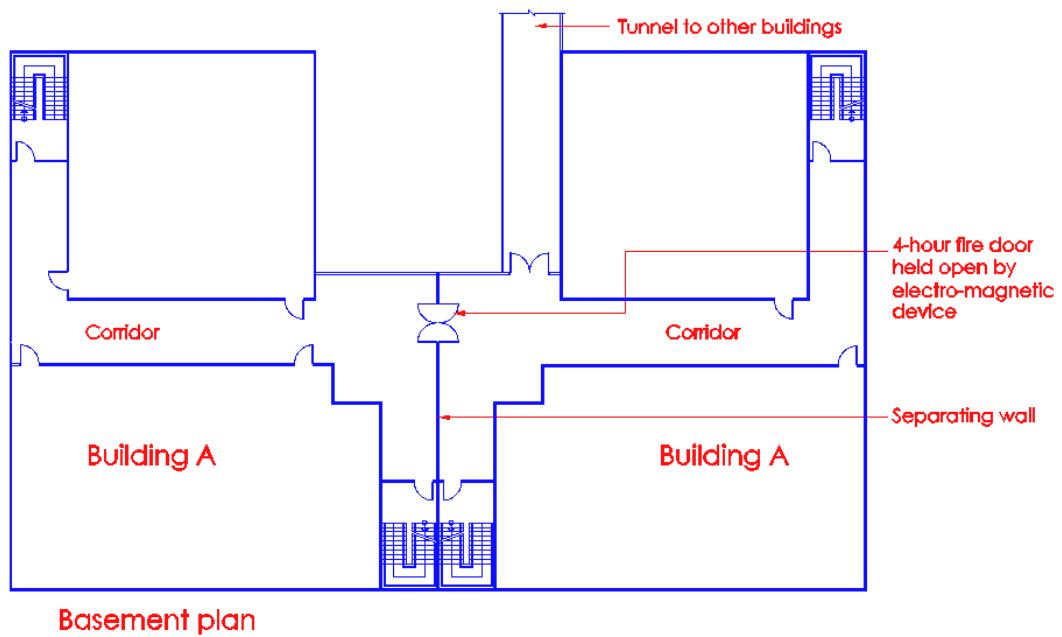 Tunnel to other buildings
4-hour fire door
held open by
electro-magnetic
device
Corridor
Corridor
Separating wall
Building A
Building A
Basement plan